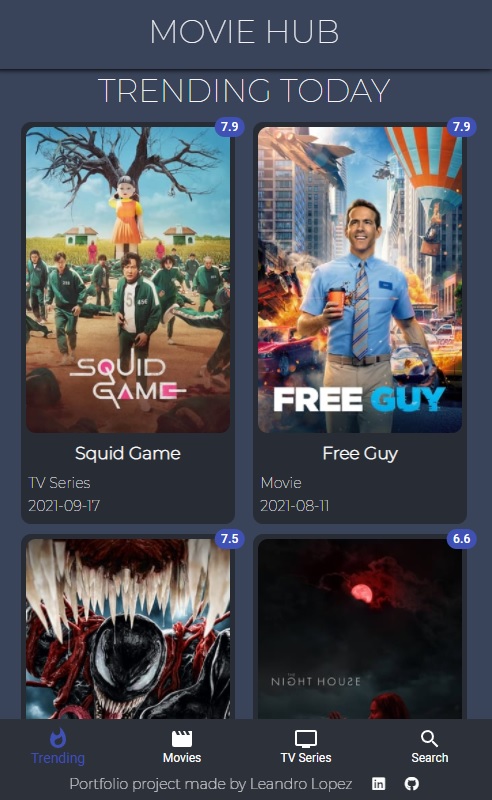 MOVIE HUB
TRENDING TODAY
7.9
7.9
SQUID
GAME
FREE GUY
Squid Game
Free Guy
TV Series
Movie
2021-09-17
2021-08-11
7.5
6.6
NIGHT HOUSE
Trending
Movies
TV Series
Search
Portfolio project made by Leandro Lopez
in